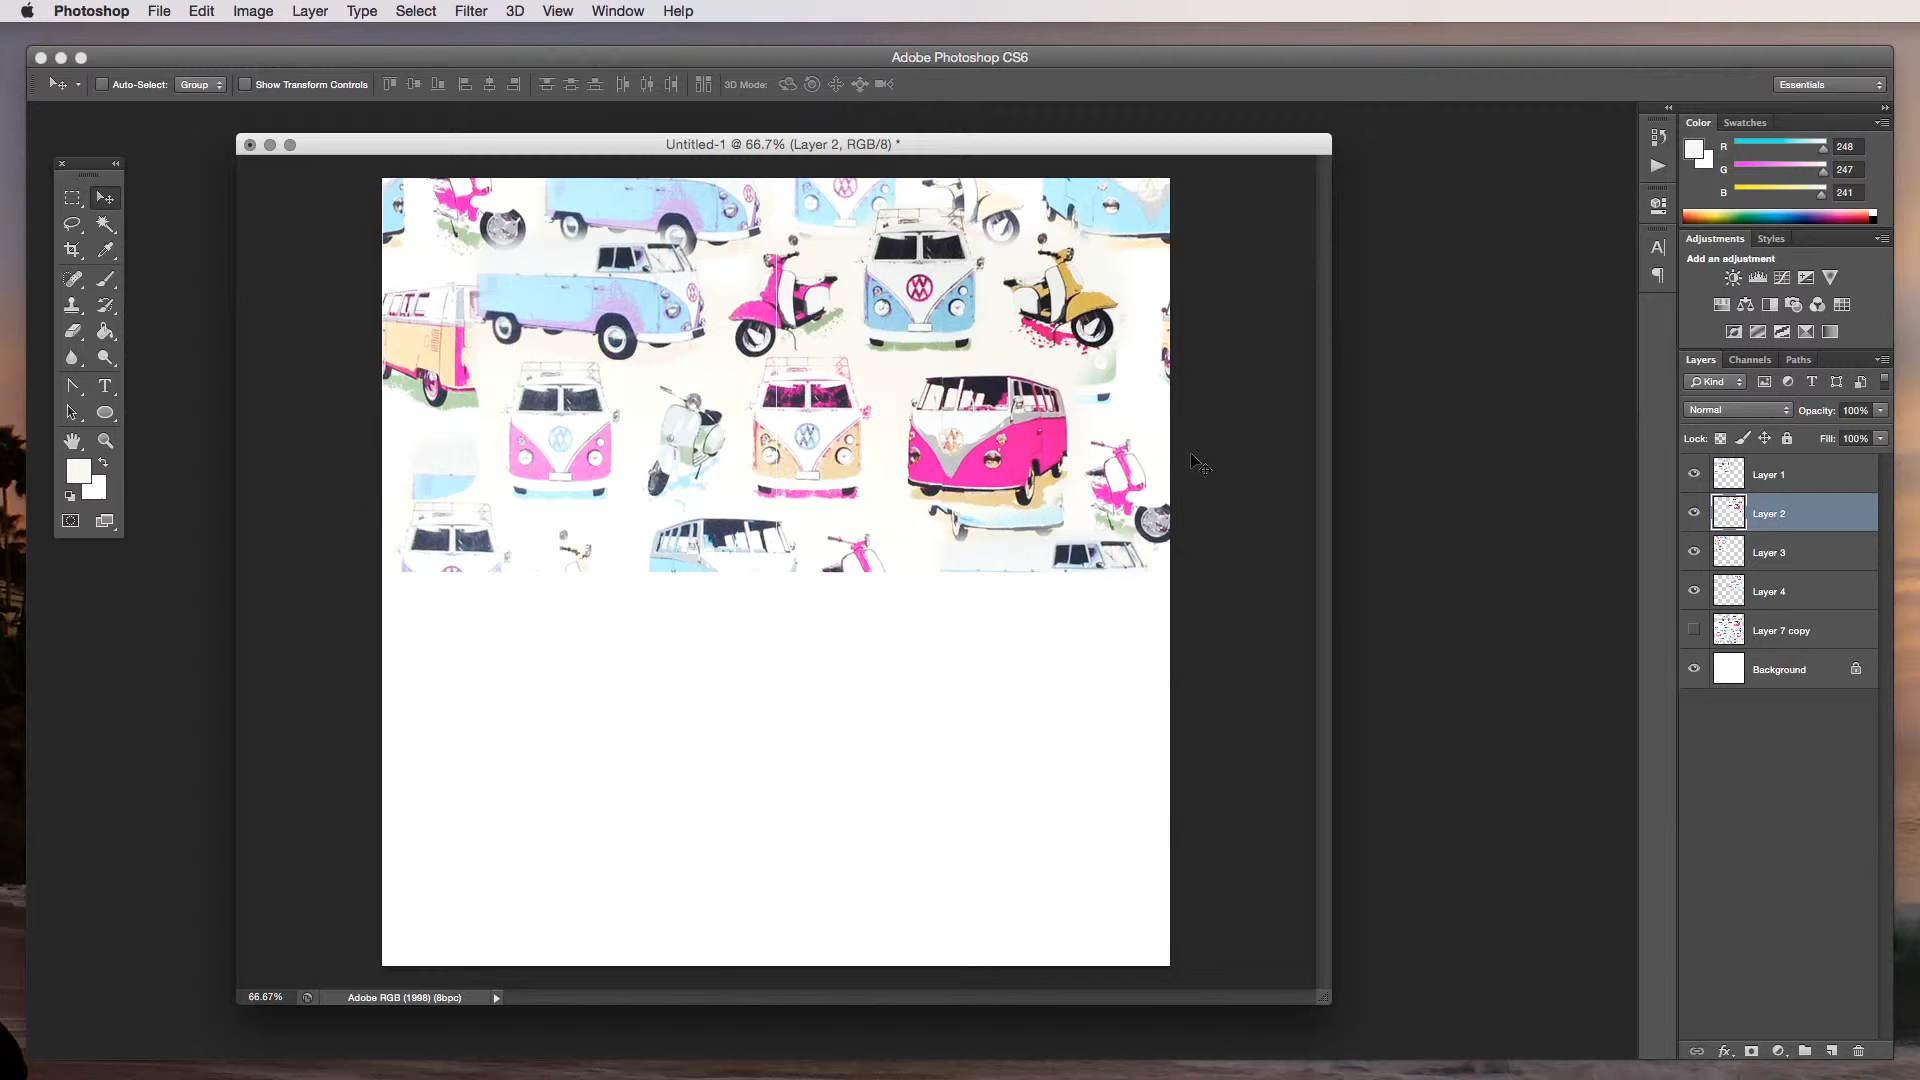 Photoshop File Edit Image Layer Type Select Filter 3D View Window Help
Adobe Photoshop CS6
Auto-Select: Group Show Transform Controls 3D Mode: Essentials
Untitled-1 @ 66.7% (Layer 2, RGB/8) *
Color Swatches
R 248
G 247
B 241
Adjustments Styles
Add an adjustment
Layers Channels Paths
Kind
Normal Opacity: 100%
Lock: Fill: 100%
Layer 1
Layer 2
Layer 3
Layer 4
Layer 7 copy
Background
66.67% Adobe RGB (1998) (8bpc)